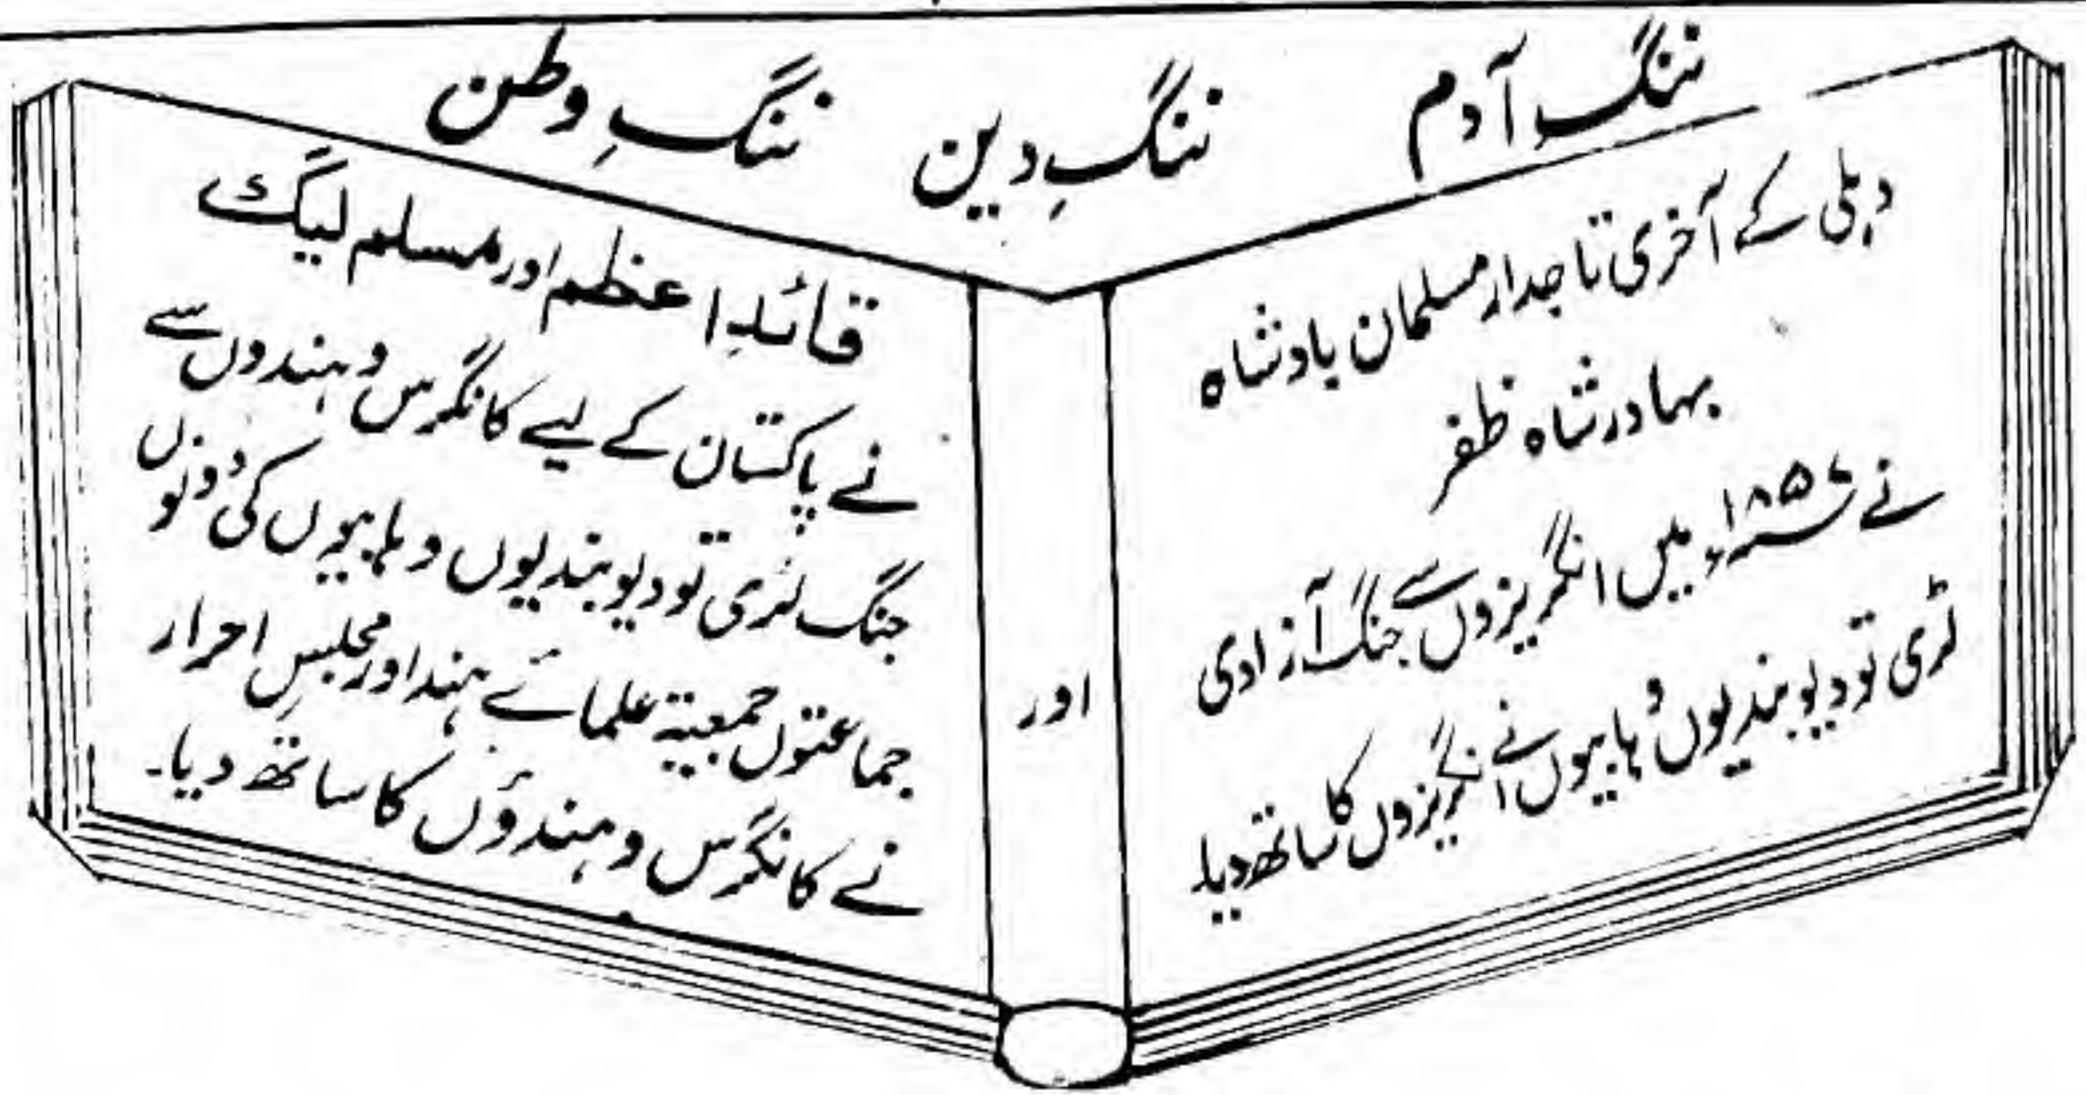 ننگِ آدم ننگِ دین ننگِ وطن
دہلی کے آخری تاجدار مسلمان بادشاہ
بہادر شاہ ظفر
نے ۱۸۵۷ء میں انگریزوں سے جنگ آزادی
لڑی تو دیوبندیوں وہابیوں نے انگریزوں کا ساتھ دیا۔
اور
قائدِ اعظم اور مسلم لیگ
نے پاکستان کے لیے کانگرس و ہندوں سے
جنگ لڑی تو دیوبندیوں وہابیوں کی دونوں
جماعتوں جمعیۃ علمائے ہند اور مجلسِ احرار
نے کانگرس و ہندوؤں کا ساتھ دیا۔